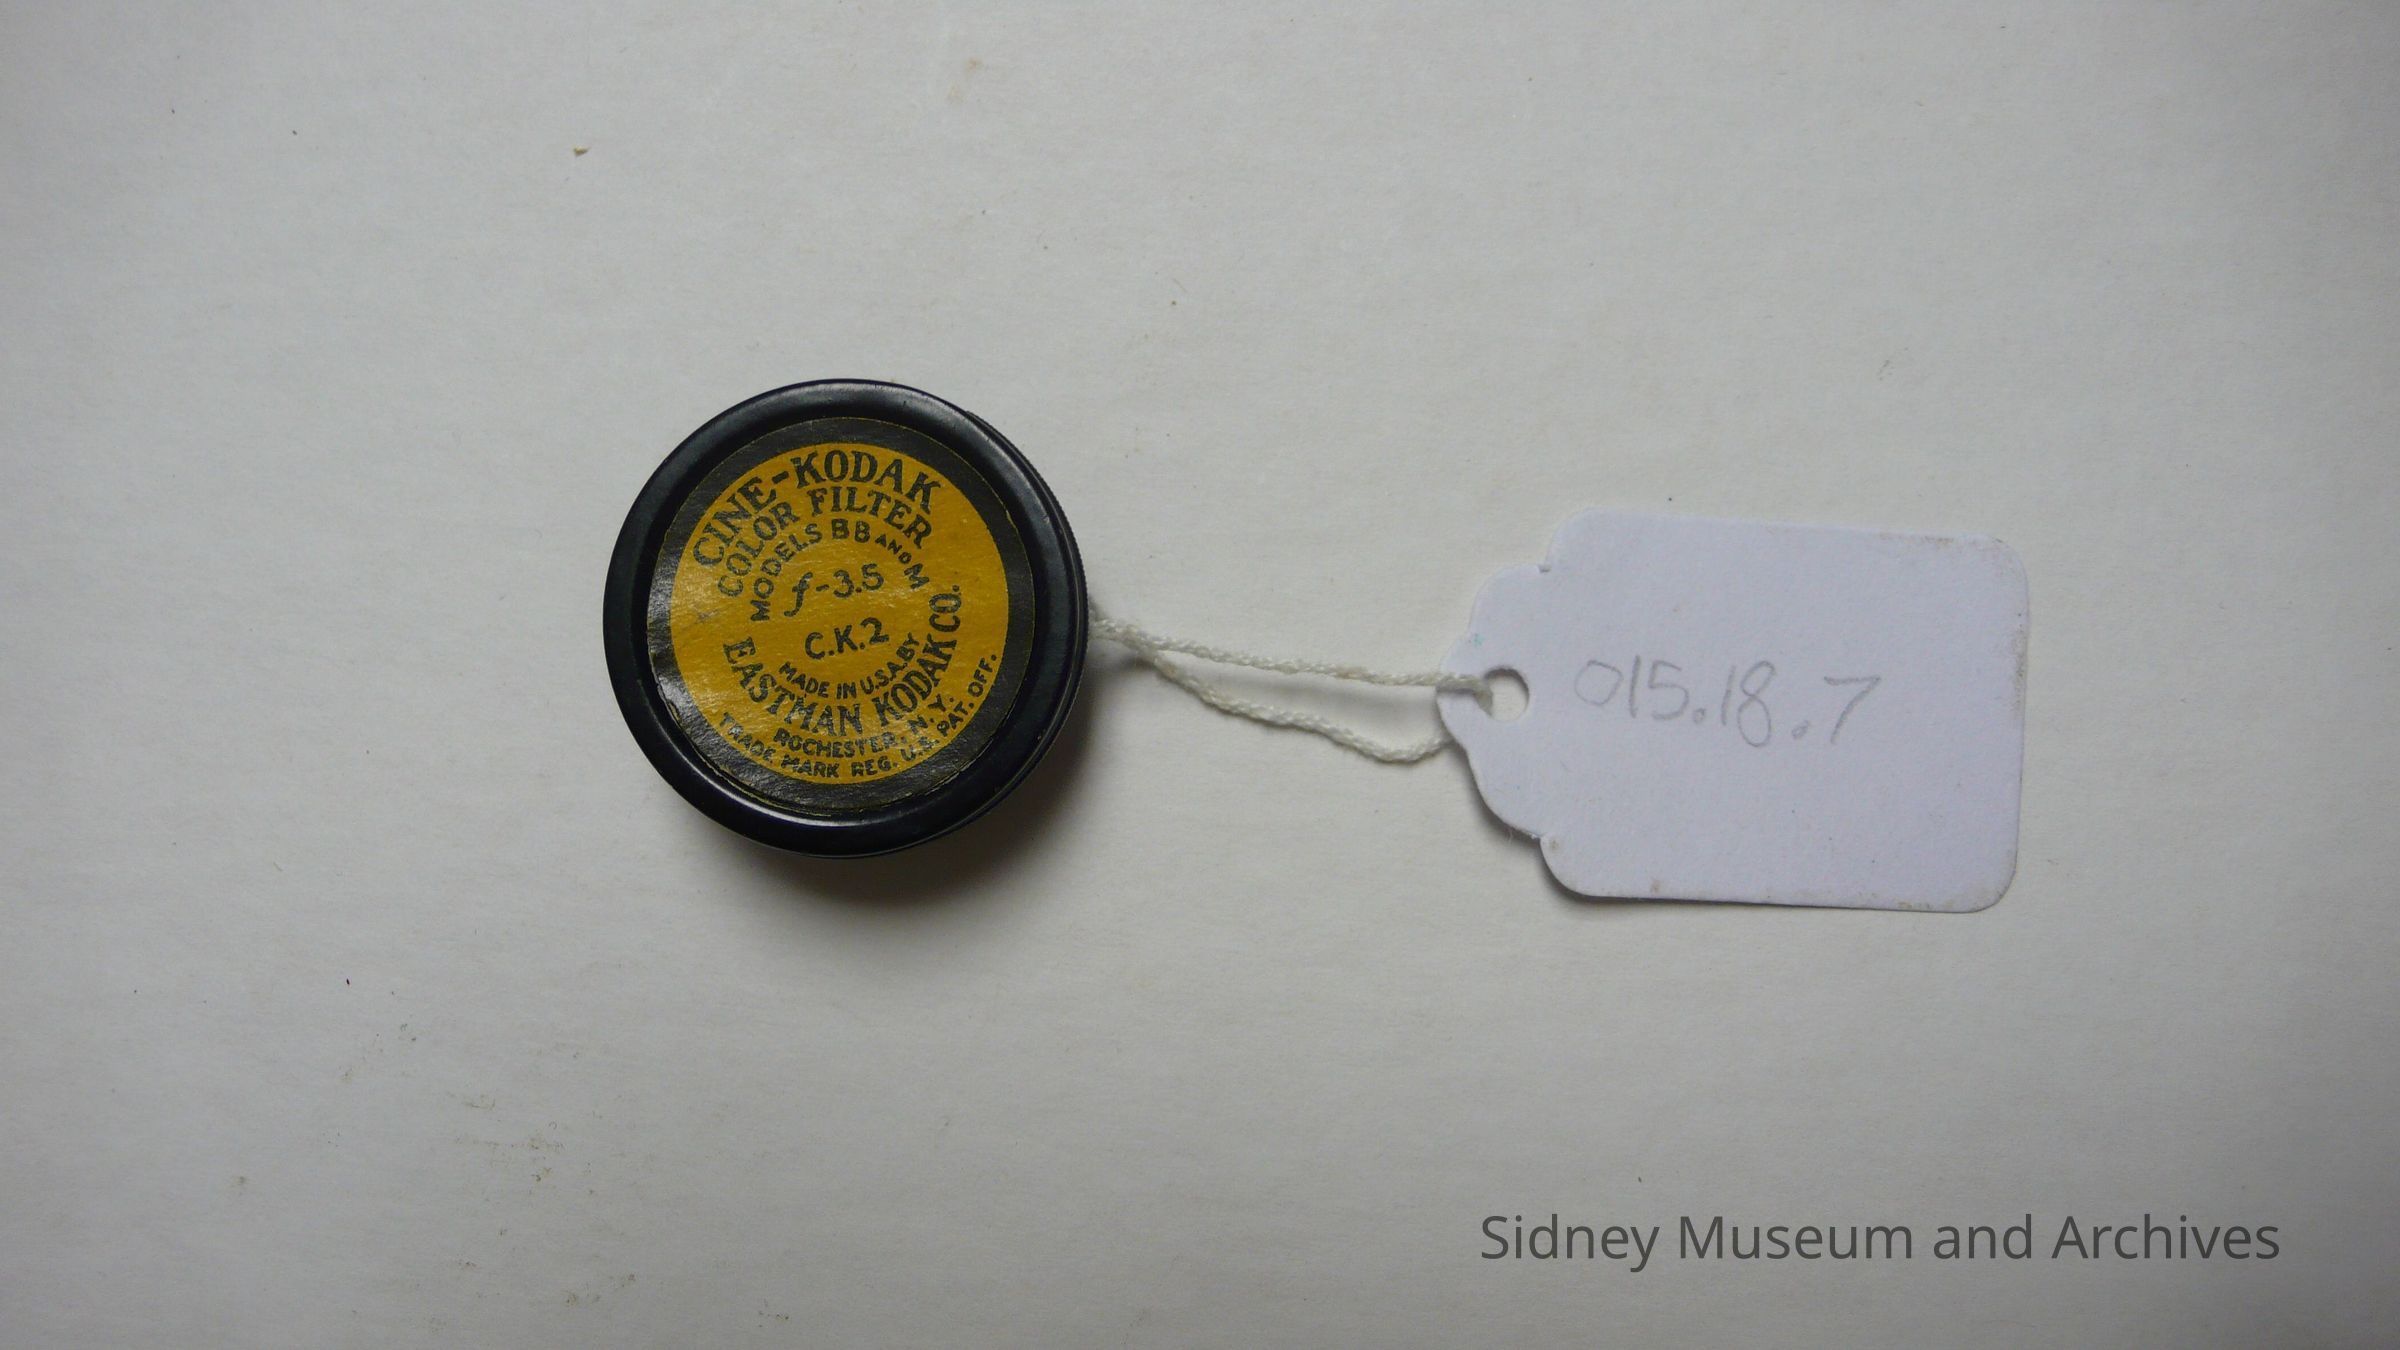 CINE-KODAK
COLOR FILTER
MODELS BB AND M
f-3.5
C.K.2
MADE IN U.S.A. BY
EASTMAN KODAK CO.
ROCHESTER, N.Y.
TRADE MARK REG. U.S. PAT. OFF.
015.18.7
Sidney Museum and Archives